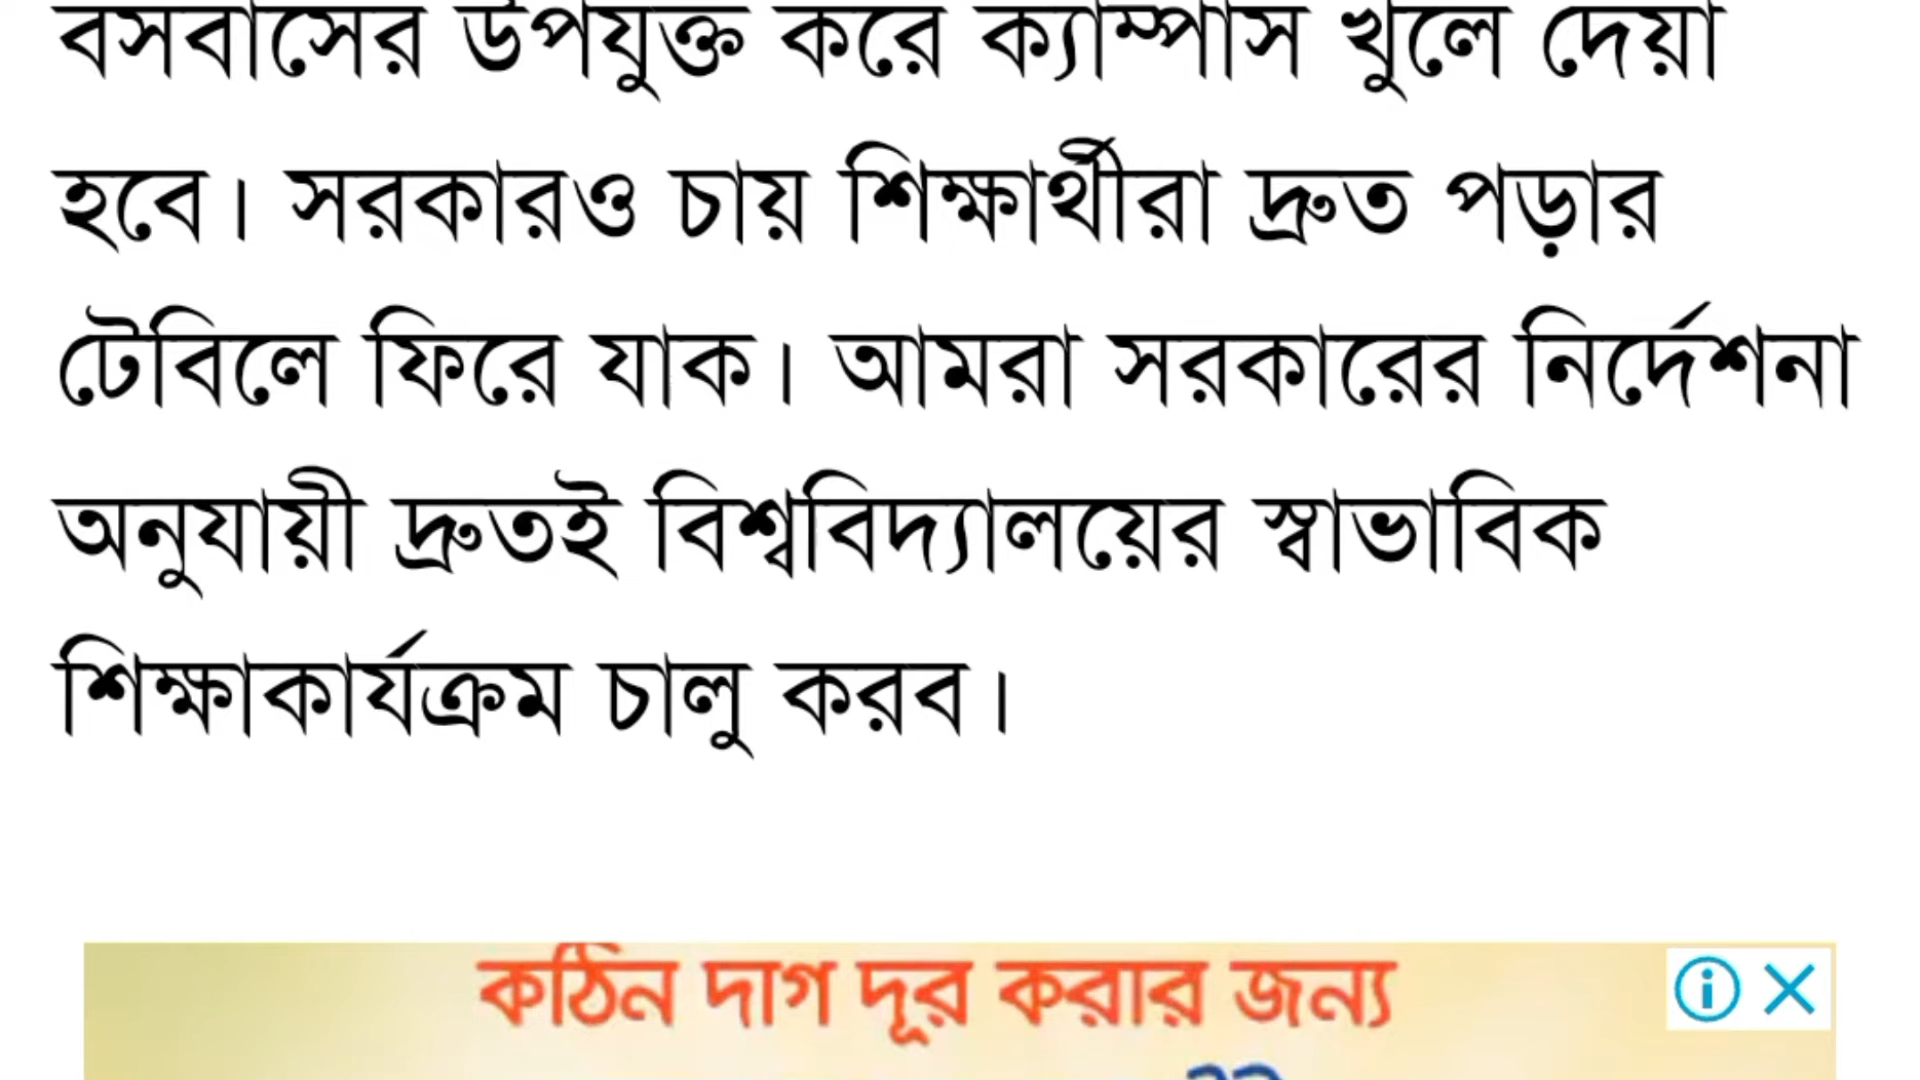 বসবাসের উপযুক্ত করে ক্যাম্পাস খুলে দেয়া
হবে। সরকারও চায় শিক্ষার্থীরা দ্রুত পড়ার
টেবিলে ফিরে যাক। আমরা সরকারের নির্দেশনা
অনুযায়ী দ্রুতই বিশ্ববিদ্যালয়ের স্বাভাবিক
শিক্ষাকার্যক্রম চালু করব।
কঠিন দাগ দূর করার জন্য